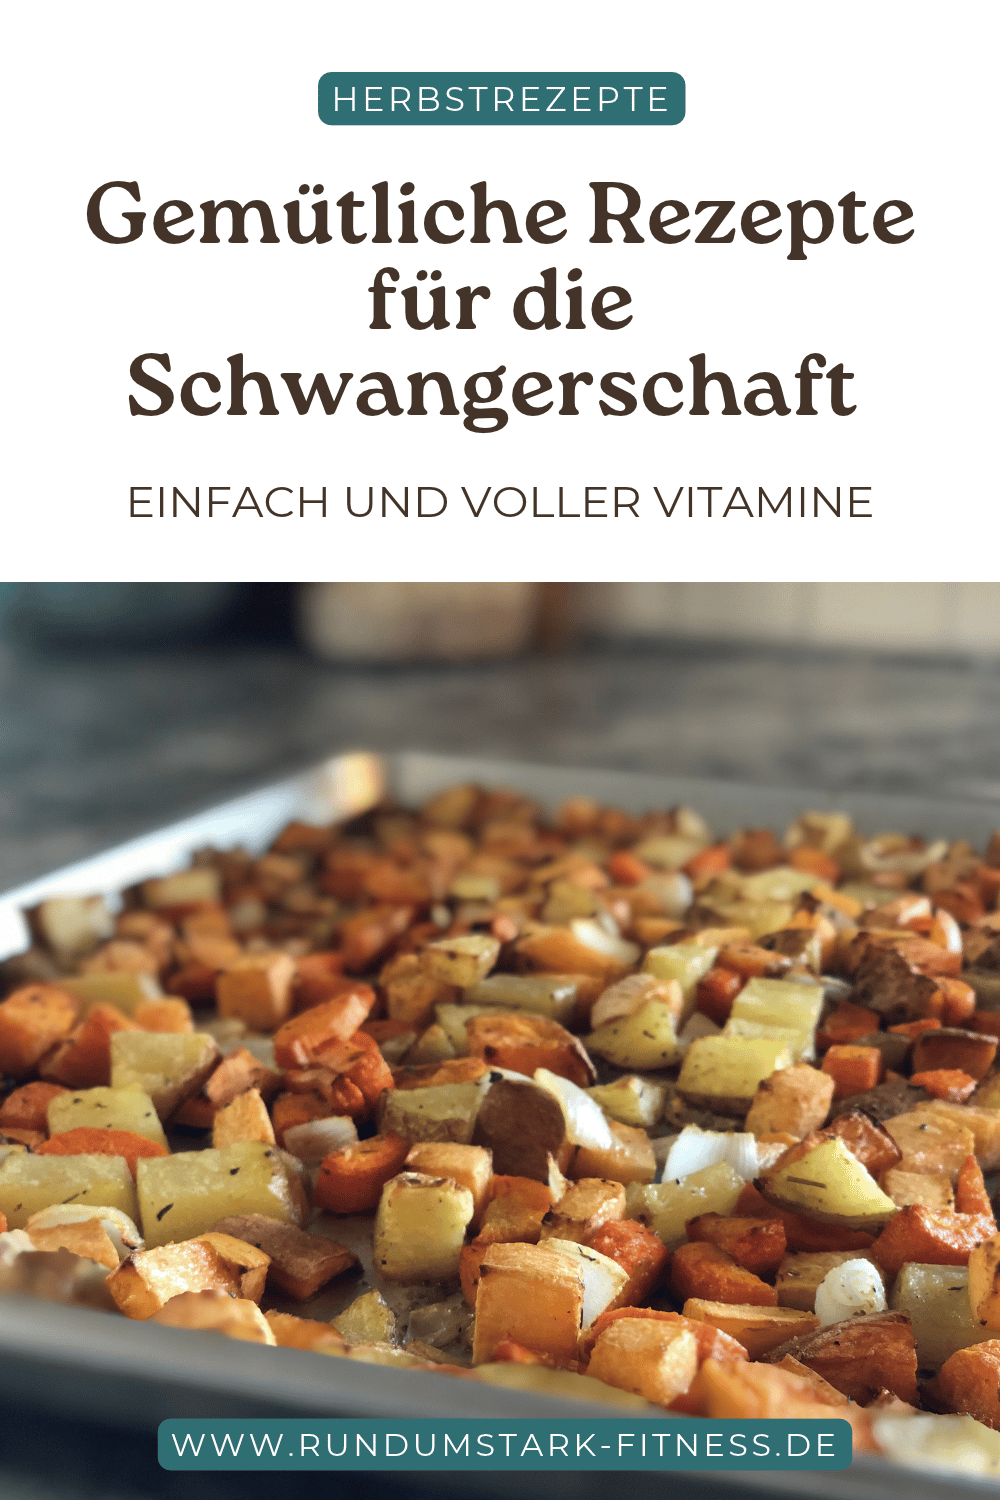 HERBSTREZEPTE
Gemütliche Rezepte
für die
Schwangerschaft
EINFACH UND VOLLER VITAMINE
WWW.RUNDUMSTARK-FITNESS.DE